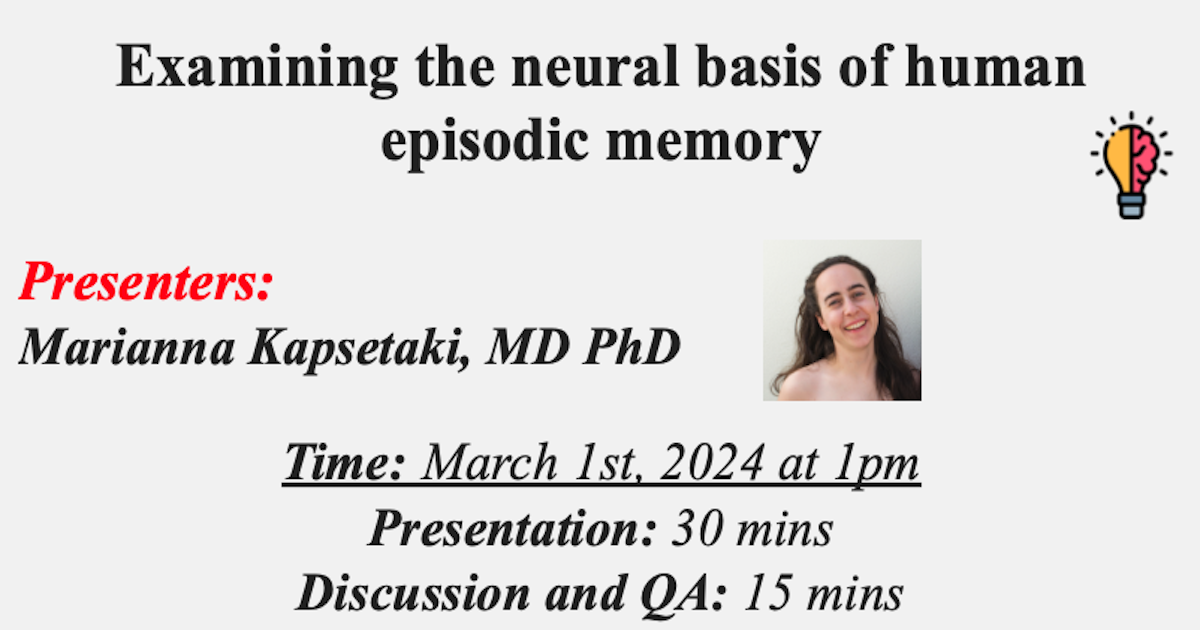 Examining the neural basis of human
episodic memory
Presenters:
Marianna Kapsetaki, MD PhD
Time: March 1st, 2024 at 1pm
Presentation: 30 mins
Discussion and QA: 15 mins